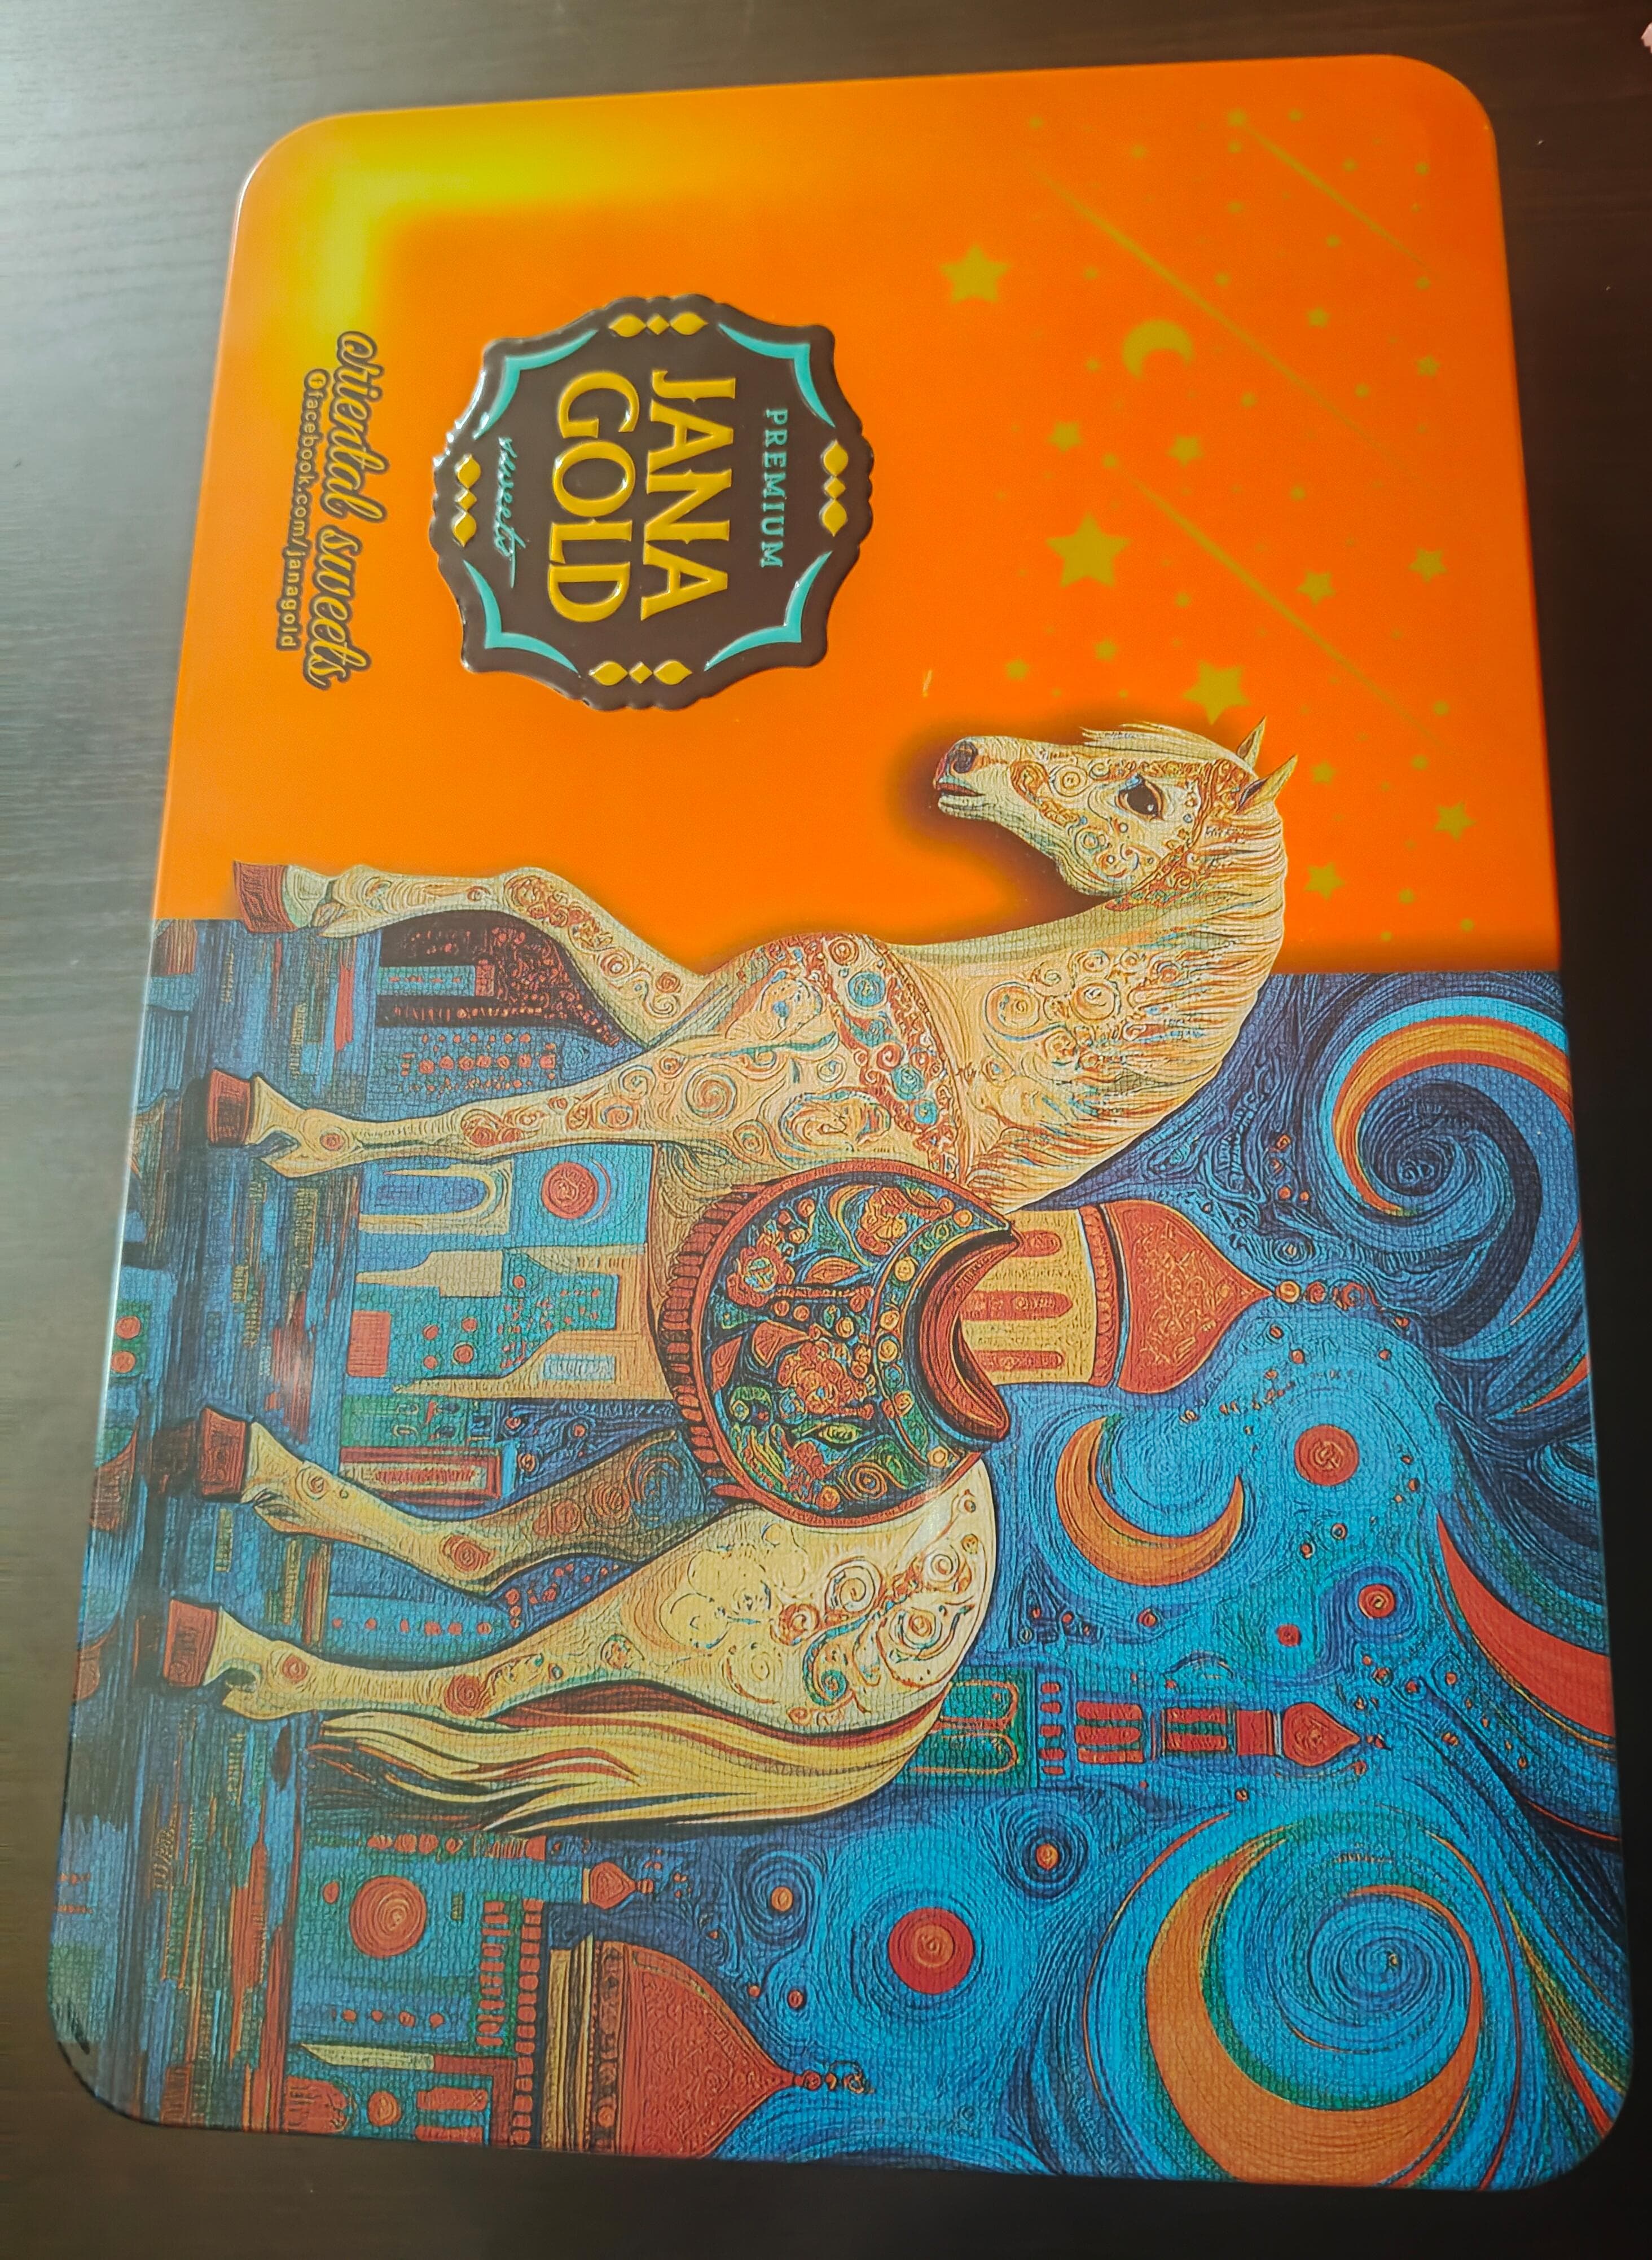 PREMIUM
JANA
GOLD
sweets
Oriental sweets
facebook.com/janagold